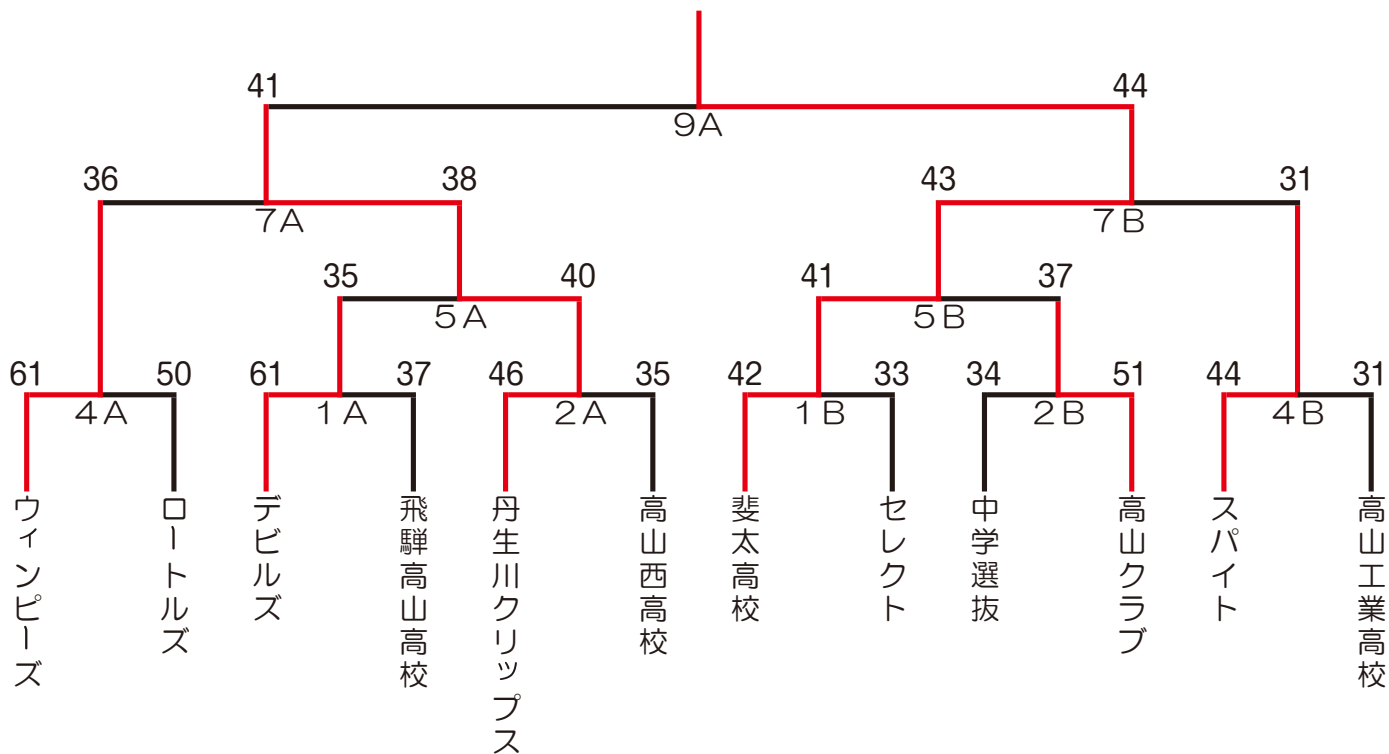 41
44
9A
36
38
43
31
7A
7B
35
40
41
37
5A
5B
61
50
61
37
46
35
42
33
34
51
44
31
4A
1A
2A
1B
2B
4B
ウィンピーズ
ロートルズ
デビルズ
飛騨高山高校
丹生川クリップス
高山西高校
斐太高校
セレクト
中学選抜
高山クラブ
スパイト
高山工業高校